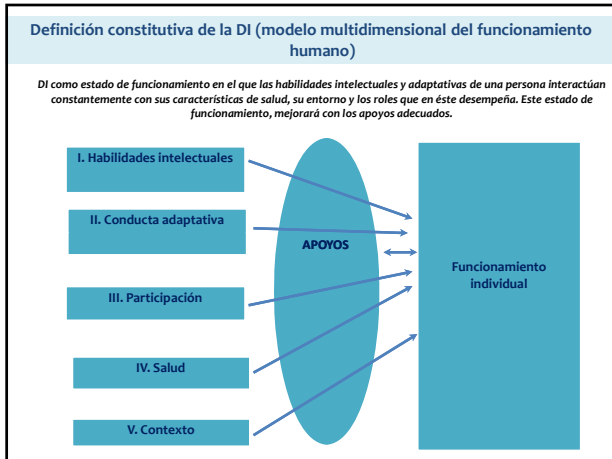 Definición constitutiva de la DI (modelo multidimensional del funcionamiento
humano)
DI como estado de funcionamiento en el que las habilidades intelectuales y adaptativas de una persona interactúan
constantemente con sus características de salud, su entorno y los roles que en éste desempeña. Este estado de
funcionamiento, mejorará con los apoyos adecuados.
I. Habilidades intelectuales
II. Conducta adaptativa
APOYOS
Funcionamiento
individual
III. Participación
IV. Salud
V. Contexto